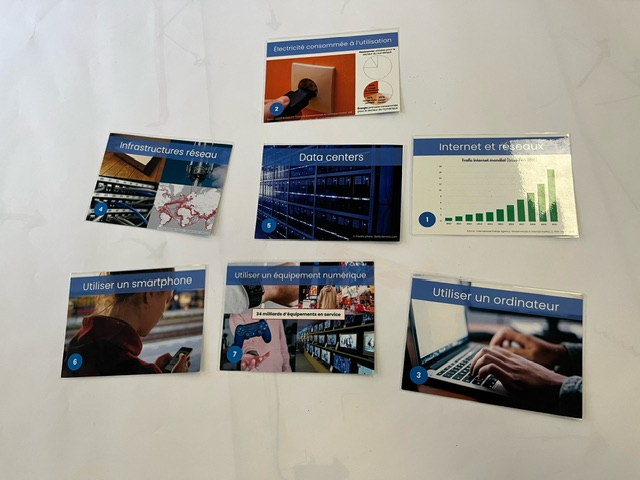 Electricité consommée à l'utilisation
2
Infrastructures réseau
4
Data centers
5
Internet et réseaux
Trafic Internet mondial
1
Utiliser un smartphone
6
Utiliser un équipement numérique
34 milliards d'équipements en service
7
Utiliser un ordinateur
3